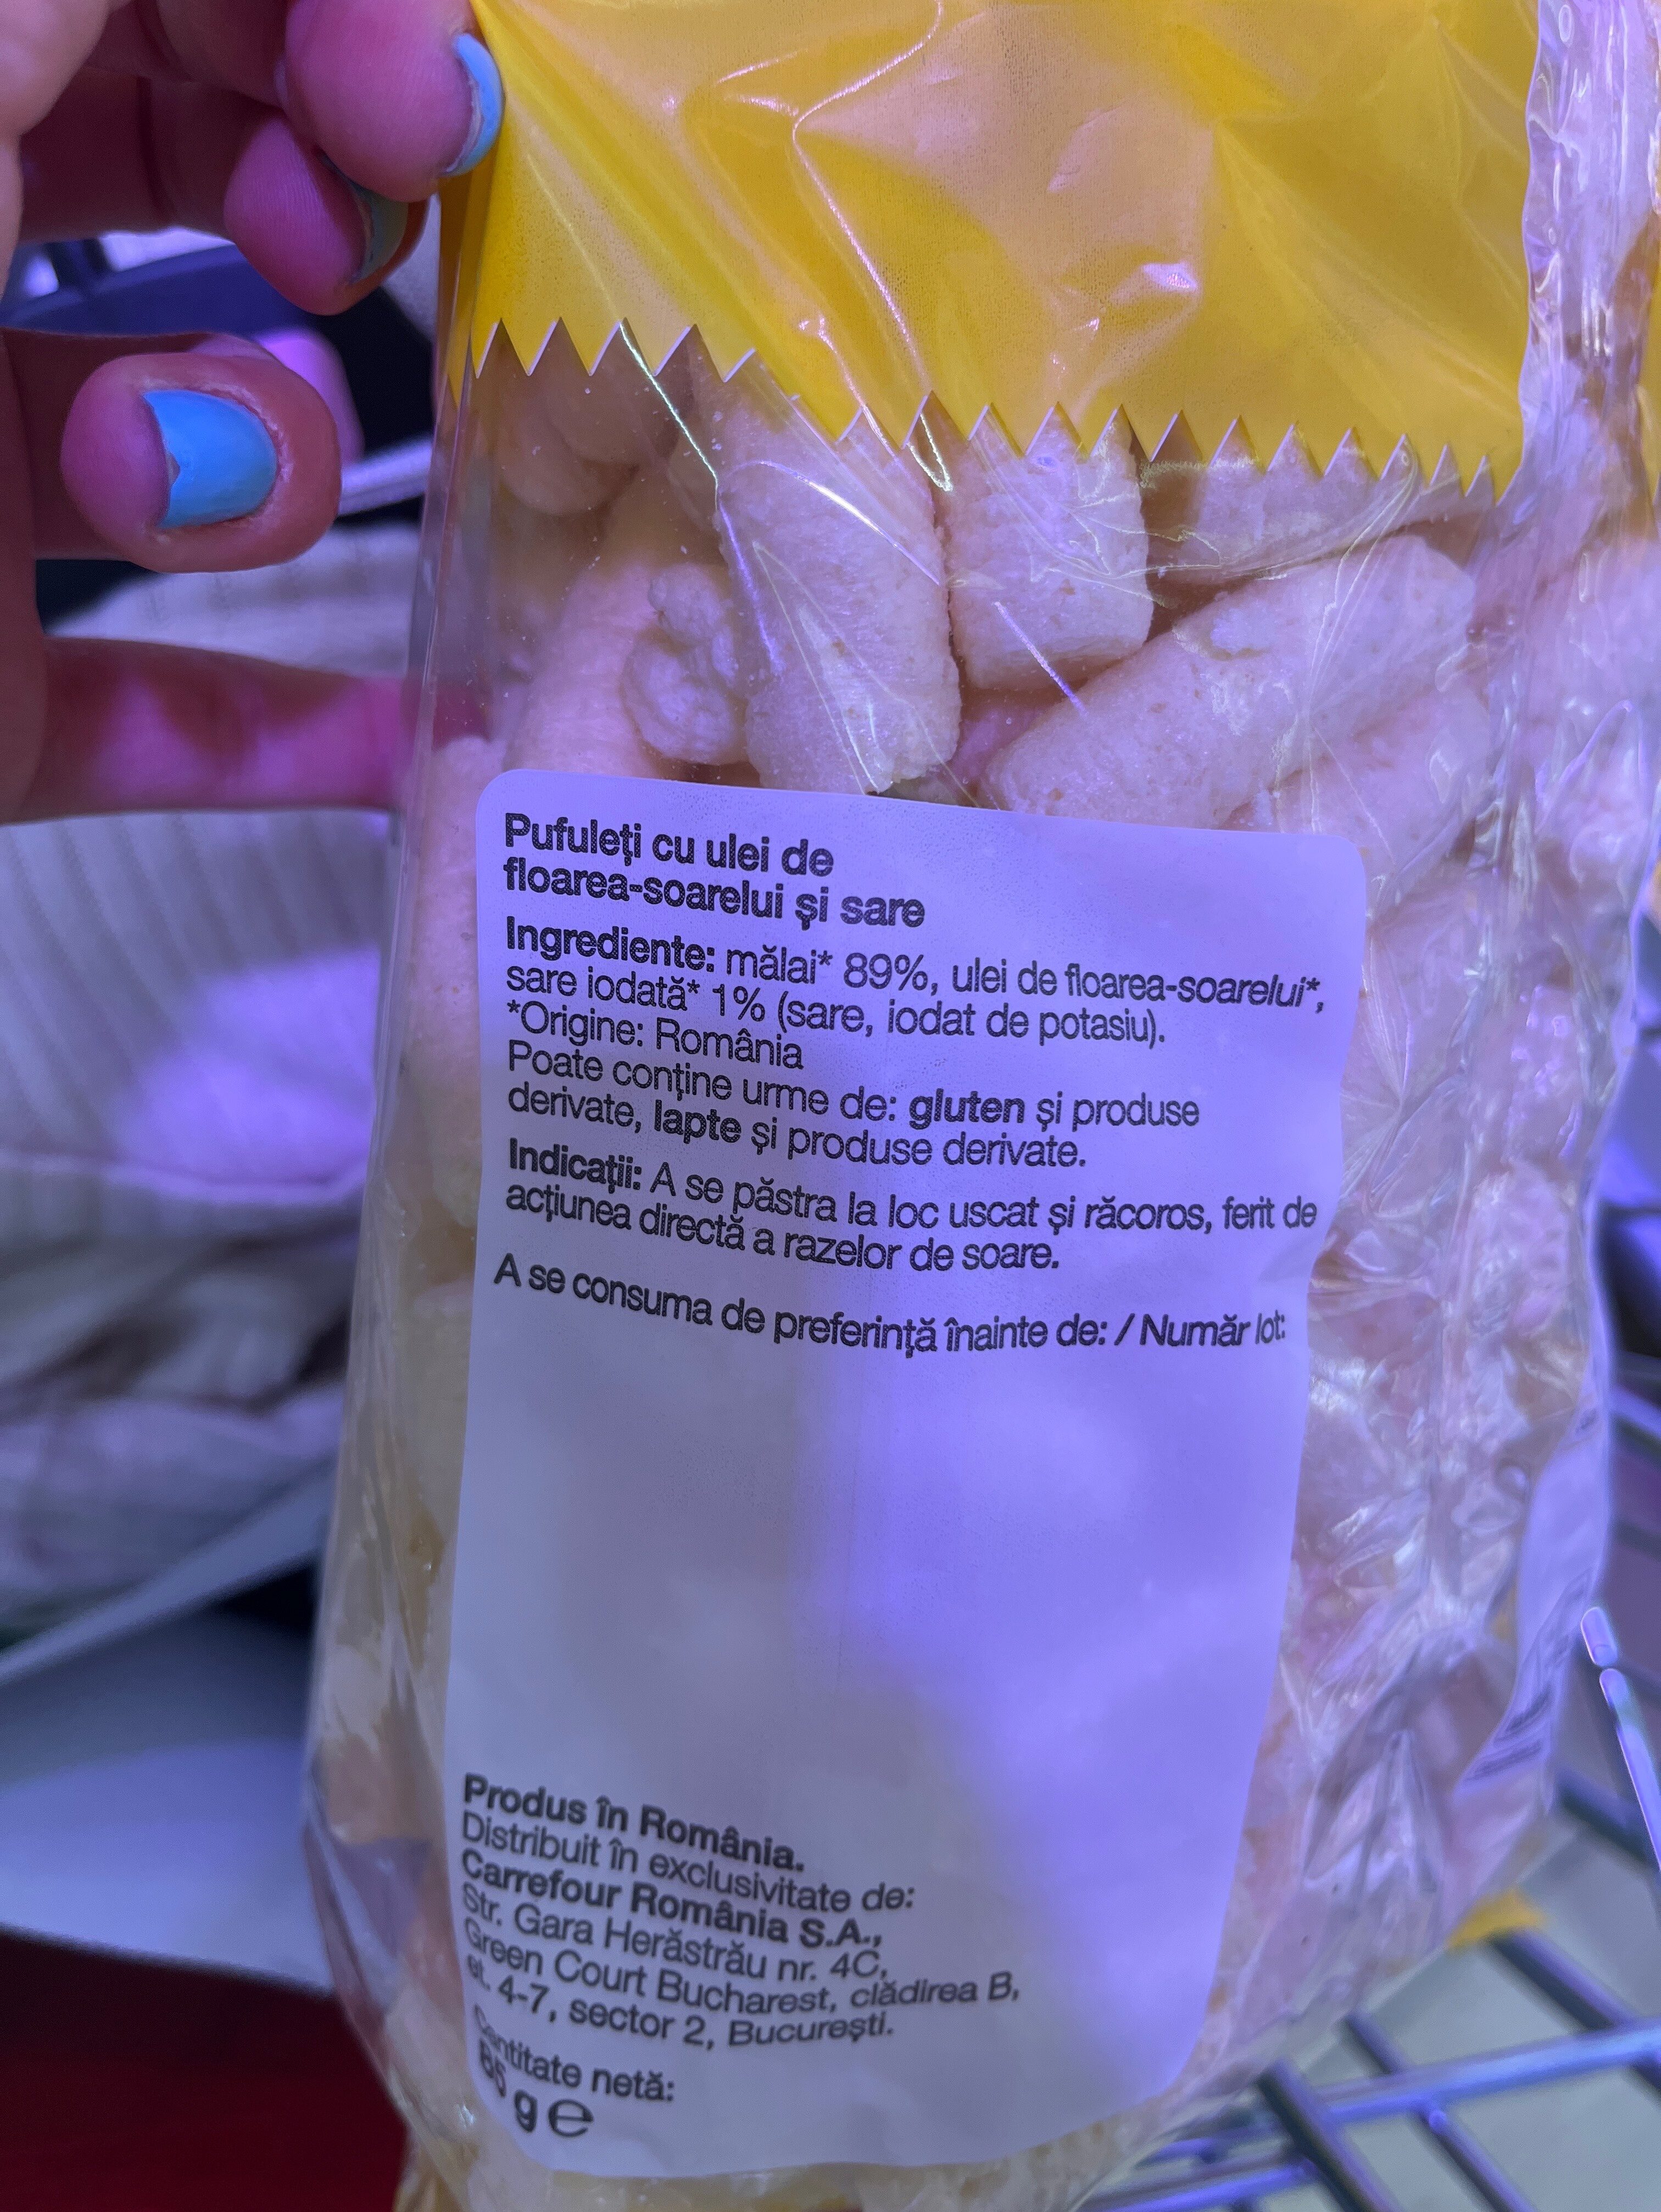 Pufuleți cu ulei de
floarea-soarelui și sare
Ingrediente: mălai* 89%, ulei de floarea-soarelui*,
sare iodată* 1% (sare, iodat de potasiu).
*Origine: România
Poate conține urme de: gluten și produse
derivate, lapte și produse derivate.
Indicații: A se păstra la loc uscat și răcoros, ferit de
acțiunea directă a razelor de soare.
A se consuma de preferință înainte de: / Număr lot:
Produs în România.
Distribuit în exclusivitate de:
Carrefour România S.A.,
Str. Gara Herăstrău nr. 4C,
Green Court Bucharest, clădirea B,
et. 4-7, sector 2, București.
Cantitate netă:
g ℮